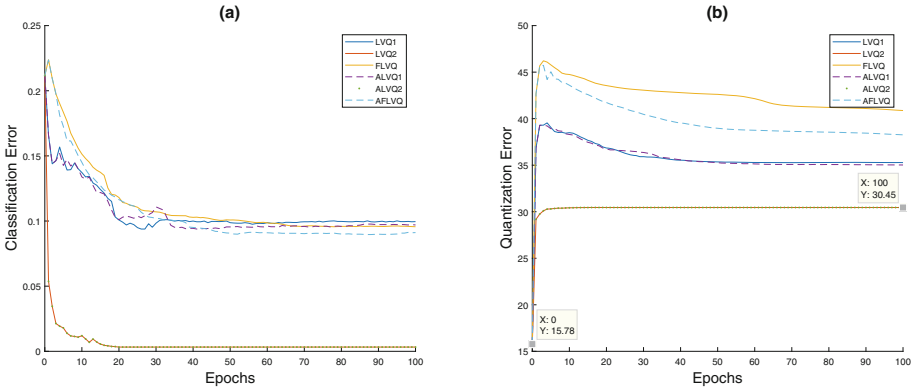 (a)
0.25
0.2
0.15
0.1
0.05
0
Classification Error
0 10 20 30 40 50 60 70 80 90 100
Epochs
LVQ1
LVQ2
FLVQ
ALVQ1
ALVQ2
AFLVQ
(b)
50
45
40
35
30
25
20
15
Quantization Error
0 10 20 30 40 50 60 70 80 90 100
Epochs
LVQ1
LVQ2
FLVQ
ALVQ1
ALVQ2
AFLVQ
X: 100
Y: 30.45
X: 0
Y: 15.78